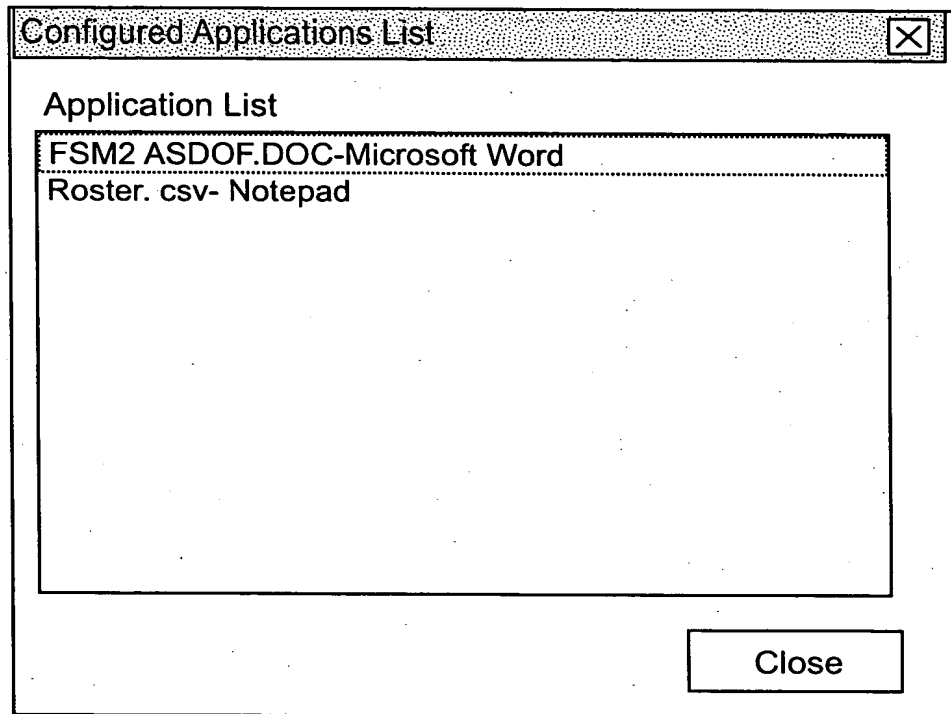 Configured Applications List
Application List
FSM2 ASDOF.DOC-Microsoft Word
Roster. csv- Notepad
Close